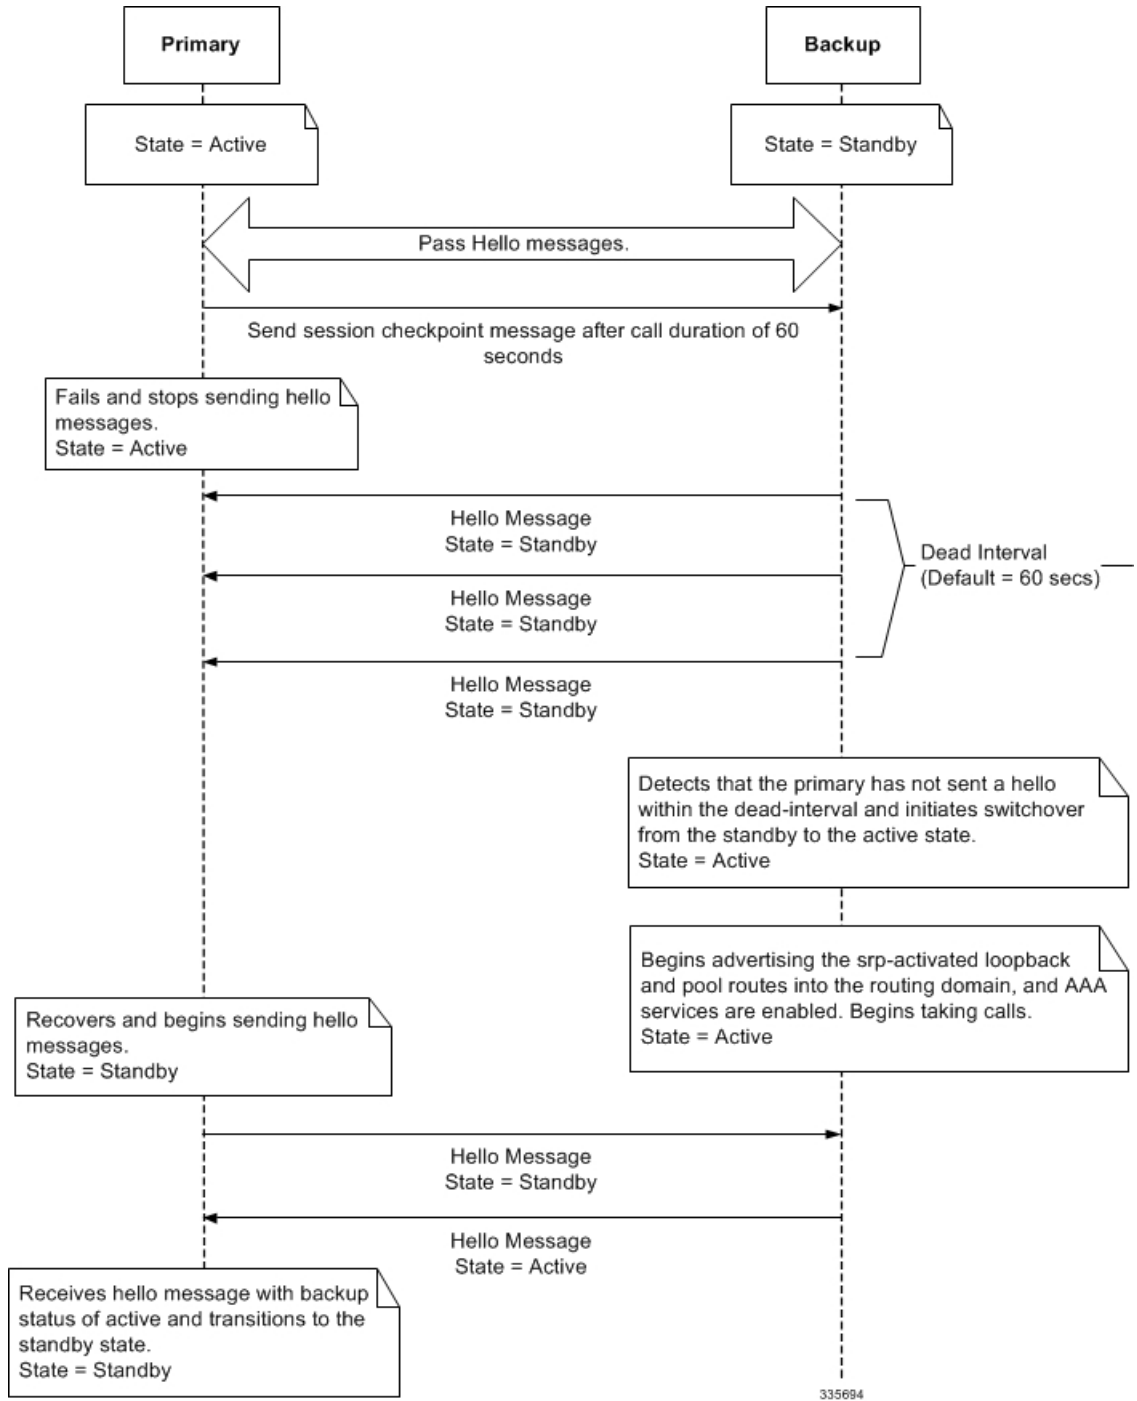 Primary
Backup
State = Active
State = Standby
Pass Hello messages.
Send session checkpoint message after call duration of 60
seconds
Fails and stops sending hello
messages.
State = Active
Hello Message
State = Standby
Dead Interval
(Default = 60 secs)
Hello Message
State = Standby
Hello Message
State = Standby
Detects that the primary has not sent a hello
within the dead-interval and initiates switchover
from the standby to the active state.
State = Active
Begins advertising the srp-activated loopback
and pool routes into the routing domain, and AAA
services are enabled. Begins taking calls.
State = Active
Recovers and begins sending hello
messages.
State = Standby
Hello Message
State = Standby
Hello Message
State = Active
Receives hello message with backup
status of active and transitions to the
standby state.
State = Standby
335694